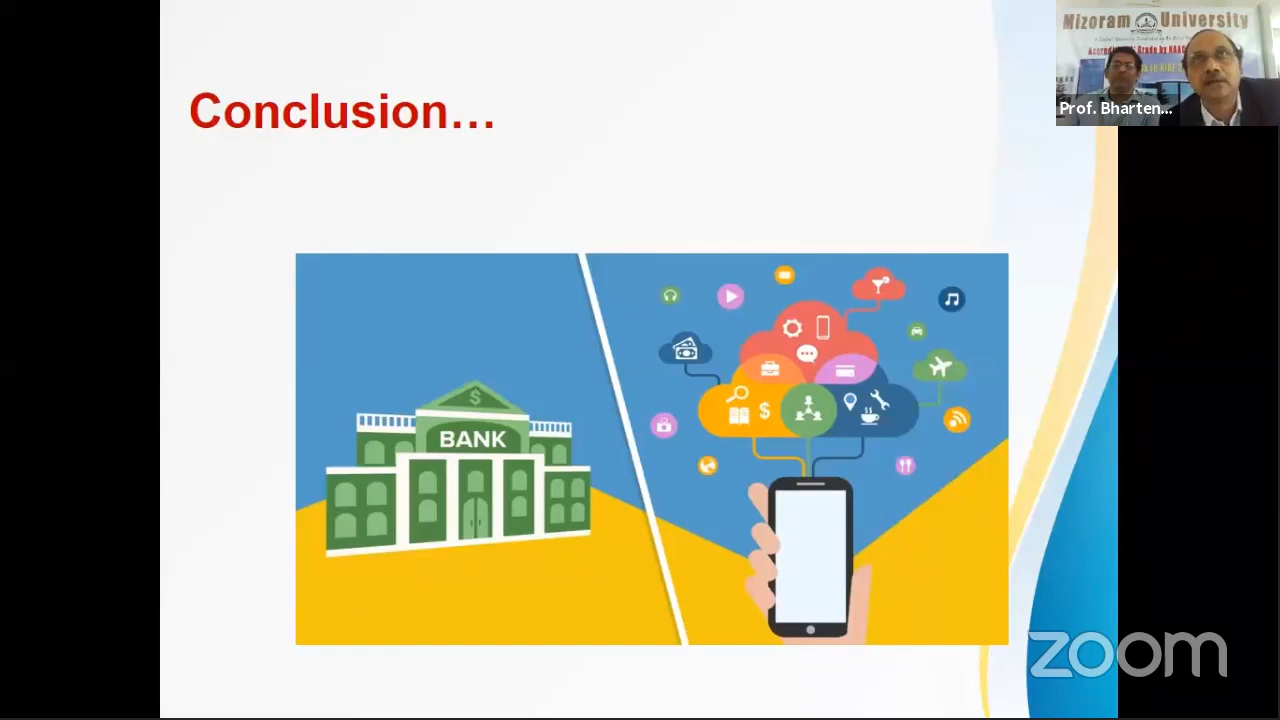 Conclusion...
Mizoram University
Prof. Bharten...
$
BANK
$
zoom